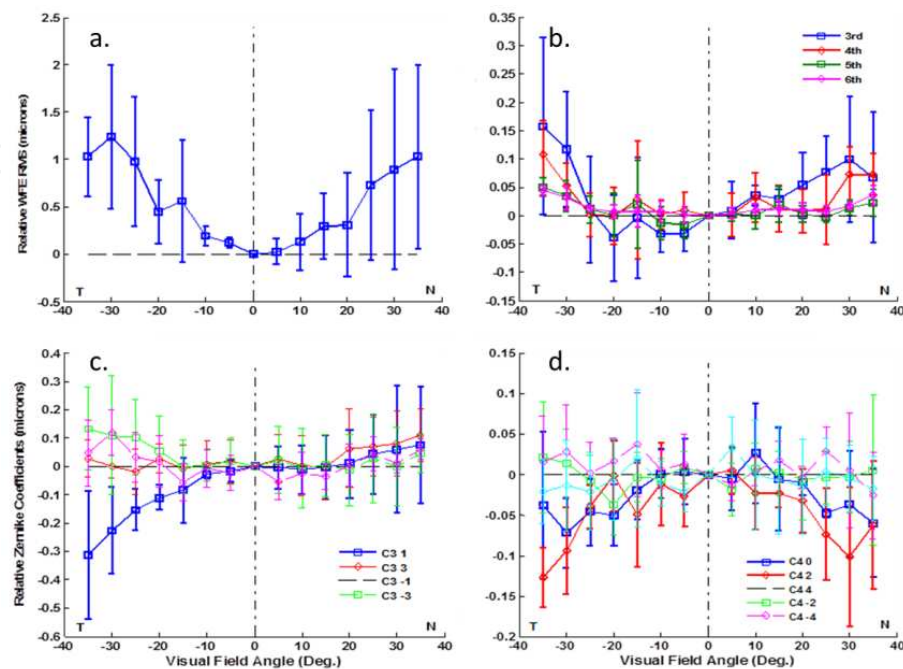 a.
2.5
2
1.5
1
0.5
0
0.5
Relative WFE RMS (microns)
T
N
-40 -30 -20 -10 0 10 20 30 40
b.
3rd
4th
5th
6th
0.35
0.3
0.25
0.2
0.15
0.1
0.05
0
-0.05
-0.1
-0.15
T
N
-40 -30 -20 -10 0 10 20 30 40
c.
0.4
0.3
0.2
0.1
0
-0.1
-0.2
-0.3
-0.4
-0.5
0.6
Relative Zernike Coefficients (microns)
C3 1
C3 3
C3 -1
C3 -3
T
N
-40 -30 -20 -10 0 10 20 30 40
Visual Field Angle (Deg.)
d.
0.15
0.1
0.05
0
-0.05
-0.1
-0.15
-0.2
C4 0
C4 2
C4 4
C4 -2
C4 -4
T
N
-40 -30 -20 -10 0 10 20 30 40
Visual Field Angle (Deg.)